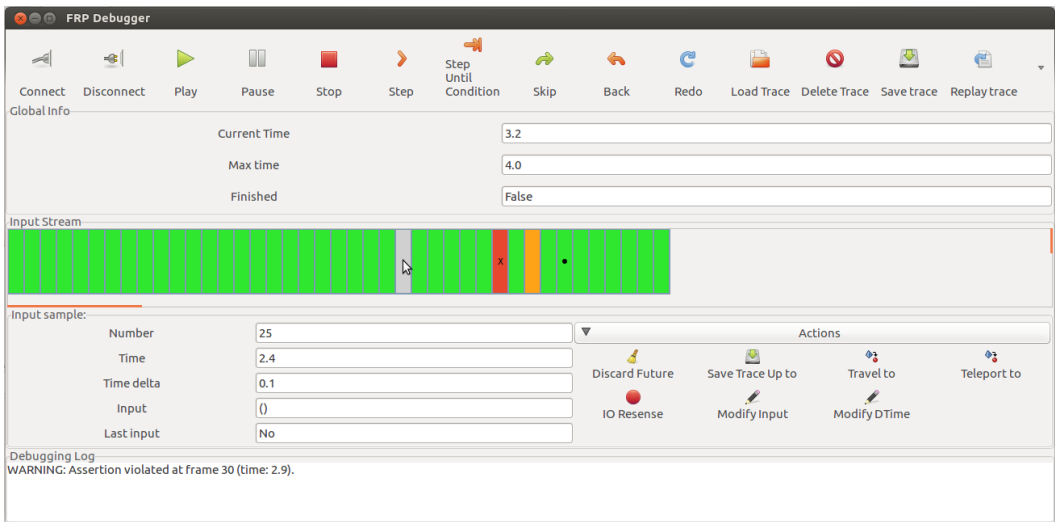 FRP Debugger
Connect
Disconnect
Play
Pause
Stop
Step
Step
Until
Condition
Skip
Back
Redo
Load Trace
Delete Trace
Save trace
Replay trace
Global Info
Current Time 3.2
Max time 4.0
Finished False
Input Stream
X
Input sample:
Number 25
Time 2.4
Time delta 0.1
Input ()
Last input No
Actions
Discard Future Save Trace Up to Travel to Teleport to
IO Resense Modify Input Modify DTime
Debugging Log
WARNING: Assertion violated at frame 30 (time: 2.9).